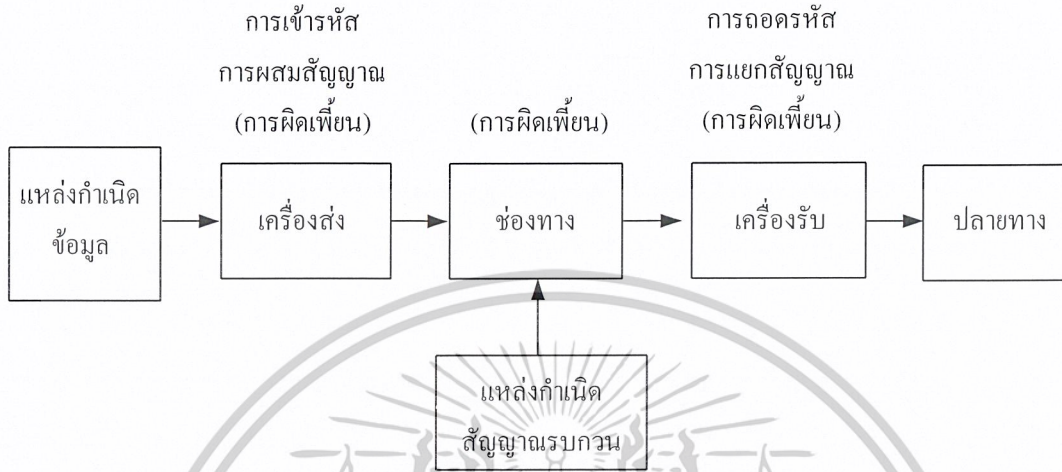 การเข้ารหัส
การผสมสัญญาณ
(การผิดเพี้ยน)
(การผิดเพี้ยน)
การถอดรหัส
การแยกสัญญาณ
(การผิดเพี้ยน)
แหล่งกำเนิด
ข้อมูล
เครื่องส่ง
ช่องทาง
เครื่องรับ
ปลายทาง
แหล่งกำเนิด
สัญญาณรบกวน